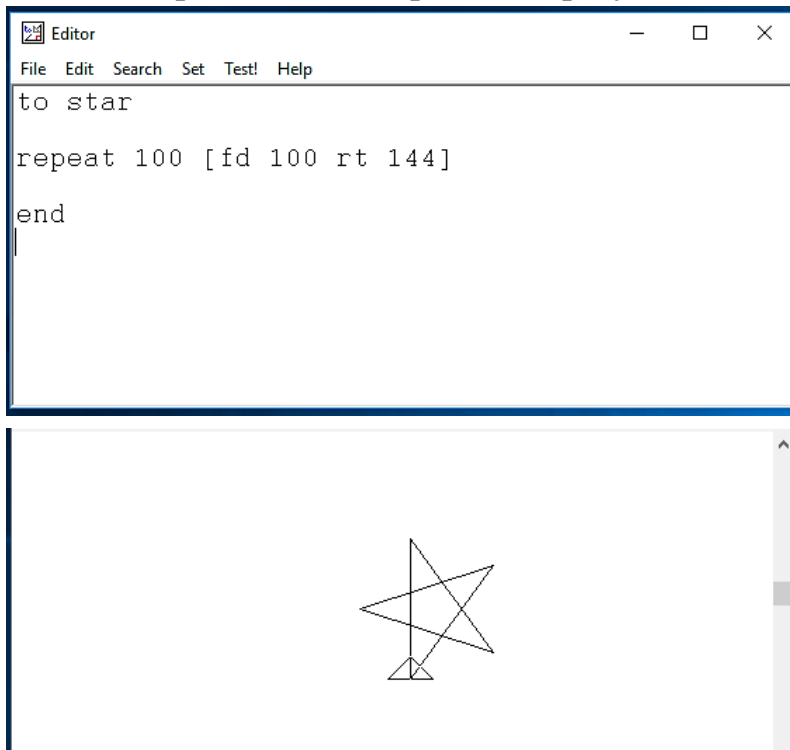 Editor
File Edit Search Set Test! Help
to star
repeat 100 [fd 100 rt 144]
end